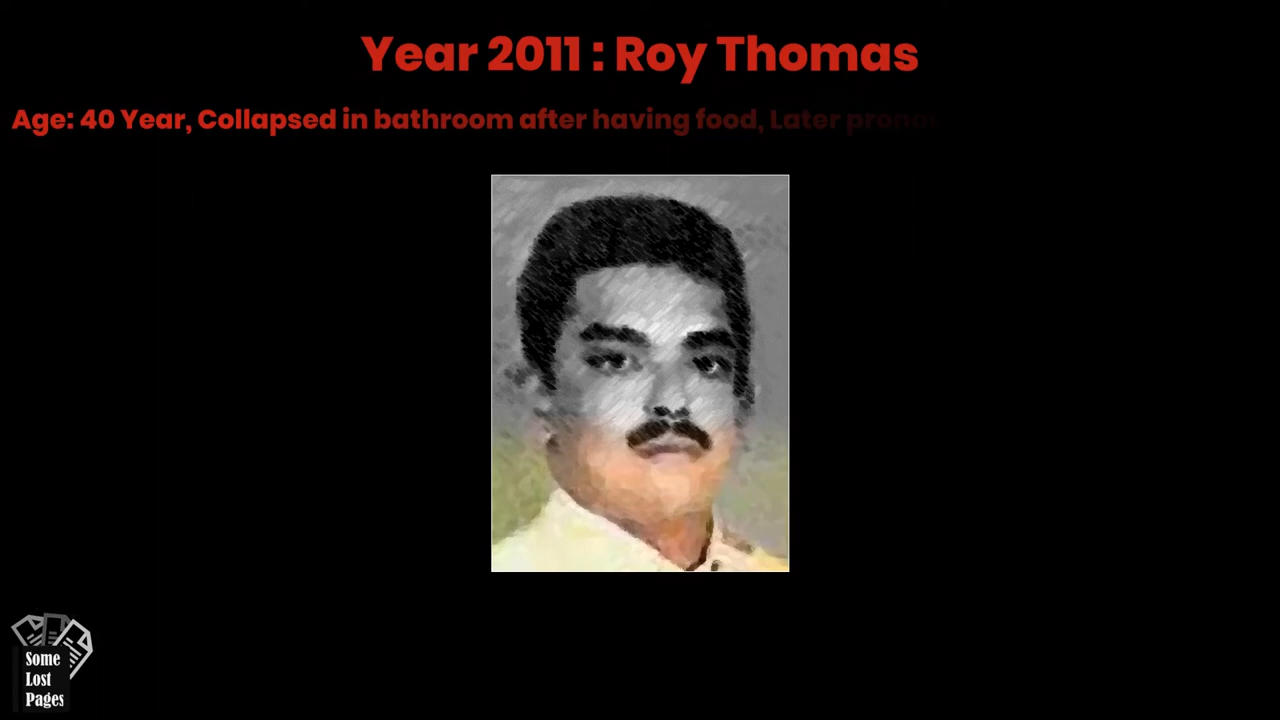 Year 2011 : Roy Thomas
Age: 40 Year, Collapsed in bathroom after having food, Later
Some
Lost
Pages